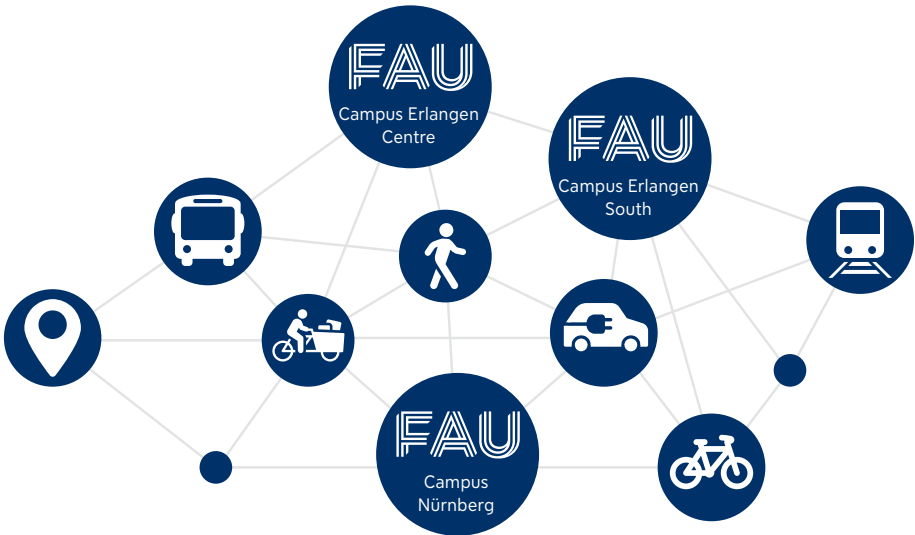 FAU
Campus Erlangen
Centre
FAU
Campus Erlangen
South
FAU
Campus
Nürnberg